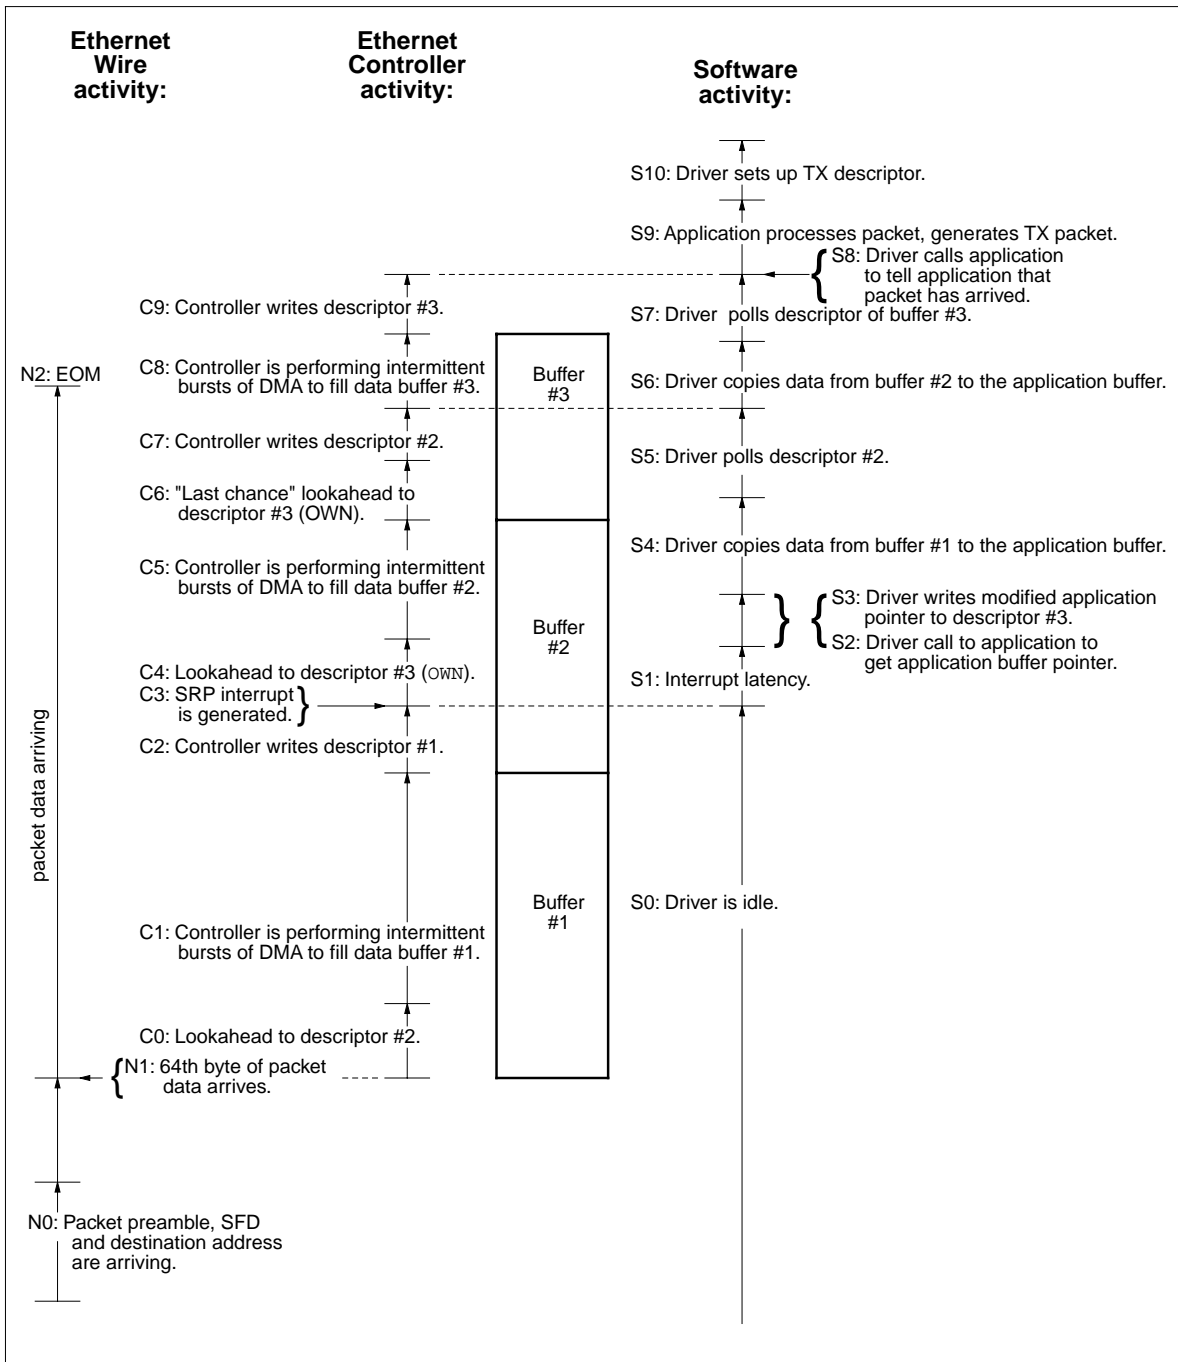 Ethernet
Wire
activity:
Ethernet
Controller
activity:
Software
activity:
S10: Driver sets up TX descriptor.
S9: Application processes packet, generates TX packet.
S8: Driver calls application
to tell application that
packet has arrived.
C9: Controller writes descriptor #3.
S7: Driver polls descriptor of buffer #3.
N2: EOM
C8: Controller is performing intermittent
bursts of DMA to fill data buffer #3.
Buffer
#3
S6: Driver copies data from buffer #2 to the application buffer.
C7: Controller writes descriptor #2.
S5: Driver polls descriptor #2.
C6: "Last chance" lookahead to
descriptor #3 (OWN).
S4: Driver copies data from buffer #1 to the application buffer.
C5: Controller is performing intermittent
bursts of DMA to fill data buffer #2.
Buffer
#2
S3: Driver writes modified application
pointer to descriptor #3.
S2: Driver call to application to
get application buffer pointer.
C4: Lookahead to descriptor #3 (OWN).
S1: Interrupt latency.
C3: SRP interrupt
is generated.
C2: Controller writes descriptor #1.
packet data arriving
Buffer
#1
S0: Driver is idle.
C1: Controller is performing intermittent
bursts of DMA to fill data buffer #1.
C0: Lookahead to descriptor #2.
N1: 64th byte of packet
data arrives.
N0: Packet preamble, SFD
and destination address
are arriving.